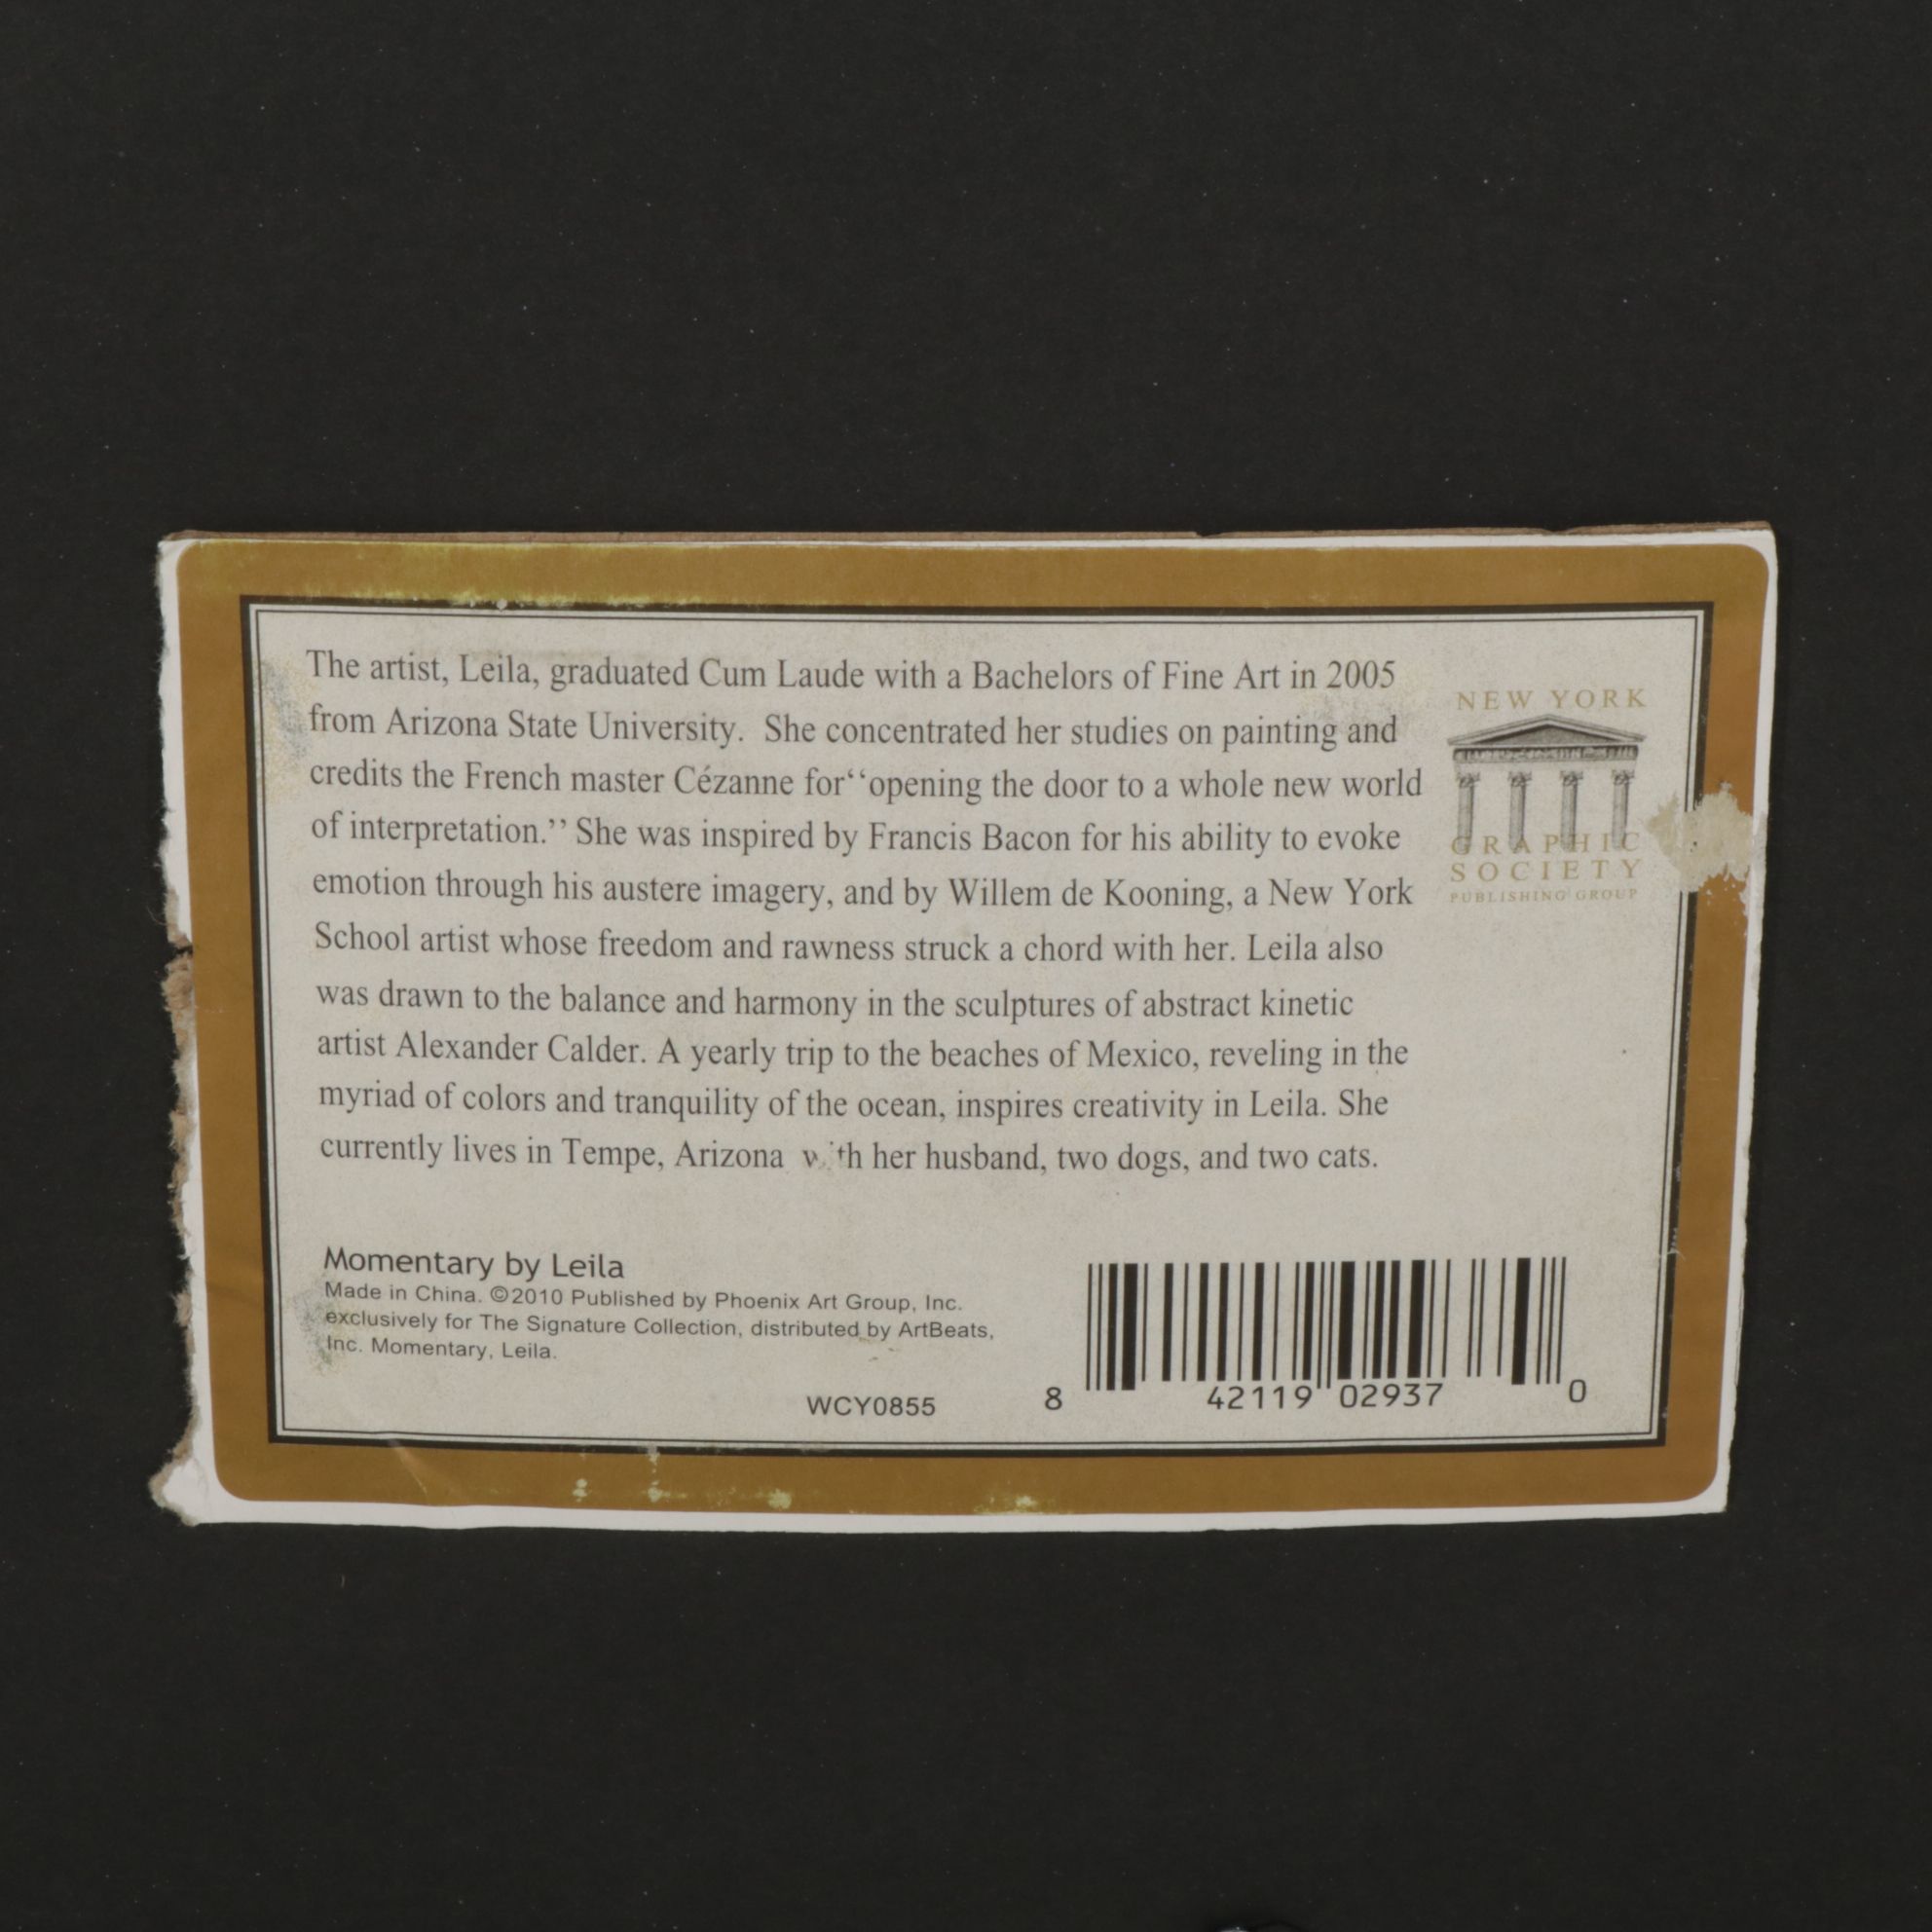 The artist, Leila, graduated Cum Laude with a Bachelors of Fine Art in 2005
from Arizona State University. She concentrated her studies on painting and
credits the French master Cézanne for“opening the door to a whole new world
of interpretation.” She was inspired by Francis Bacon for his ability to evoke
emotion through his austere imagery, and by Willem de Kooning, a New York
School artist whose freedom and rawness struck a chord with her. Leila also
was drawn to the balance and harmony in the sculptures of abstract kinetic
artist Alexander Calder. A yearly trip to the beaches of Mexico, reveling in the
myriad of colors and tranquility of the ocean, inspires creativity in Leila. She
currently lives in Tempe, Arizona with her husband, two dogs, and two cats.
NEW YORK
GRAPHIC
SOCIETY
PUBLISHING GROUP
Momentary by Leila
Made in China. ©2010 Published by Phoenix Art Group, Inc.
exclusively for The Signature Collection, distributed by ArtBeats,
Inc. Momentary, Leila.
WCY0855
8 42119 02937 0